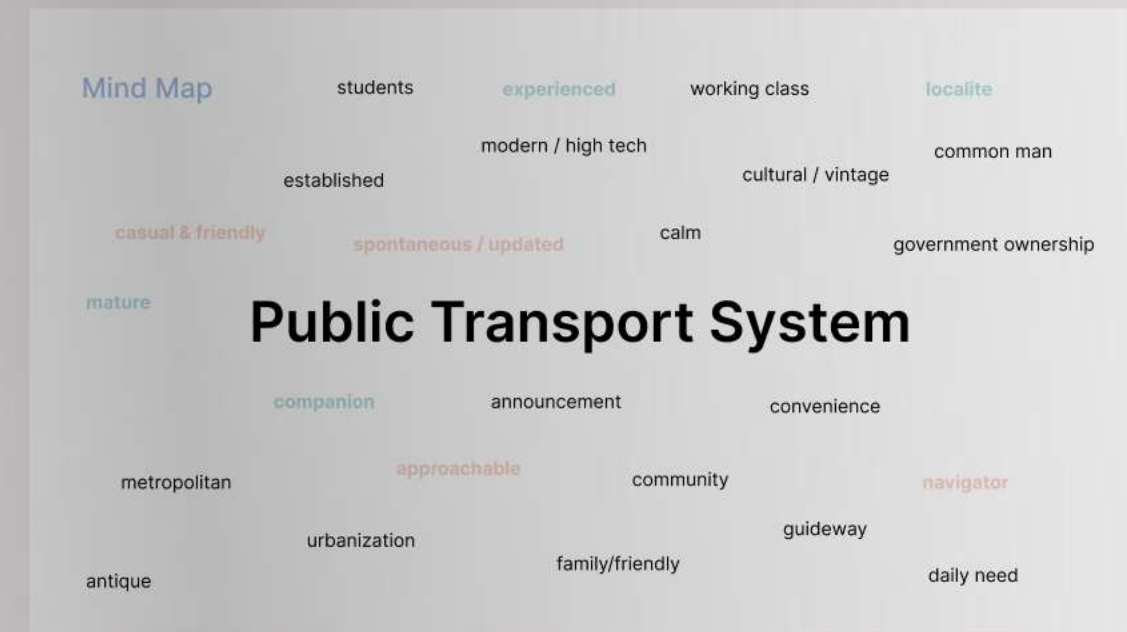 Mind Map
students
experienced
working class
localite
modern / high tech
common man
cultural / vintage
established
casual & friendly
spontaneous / updated
calm
government ownership
mature
Public Transport System
companion
announcement
convenience
approachable
metropolitan
community
navigator
guideway
urbanization
family/friendly
daily need
antique